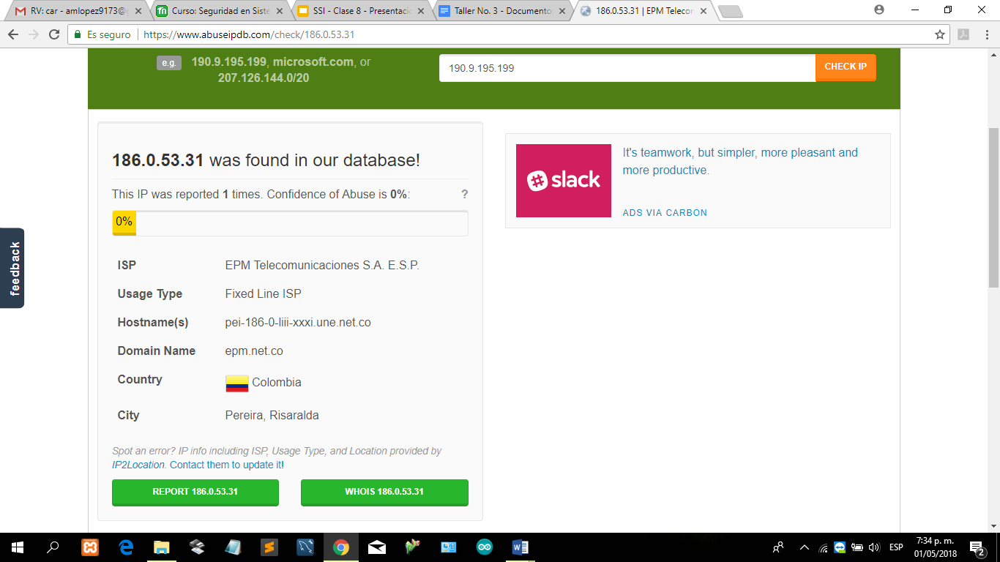 RV: car - amlopez9173@g
Curso: Seguridad en Siste
SSI - Clase 8 - Presentaci
Taller No. 3 - Documento
186.0.53.31 | EPM Teleco
Es seguro
https://www.abuseipdb.com/check/186.0.53.31
e.g.
190.9.195.199, microsoft.com, or
207.126.144.0/20
190.9.195.199
CHECK IP
186.0.53.31 was found in our database!
This IP was reported 1 times. Confidence of Abuse is 0%:
?
0%
ISP
EPM Telecomunicaciones S.A. E.S.P.
Usage Type
Fixed Line ISP
Hostname(s)
pei-186-0-liii-xxxi.une.net.co
Domain Name
epm.net.co
Country
Colombia
City
Pereira, Risaralda
Spot an error? IP info including ISP, Usage Type, and Location provided by
IP2Location. Contact them to update it!
REPORT 186.0.53.31
WHOIS 186.0.53.31
slack
It's teamwork, but simpler, more pleasant and
more productive.
ADS VIA CARBON
feedback
ESP
7:34 p. m.
01/05/2018
2